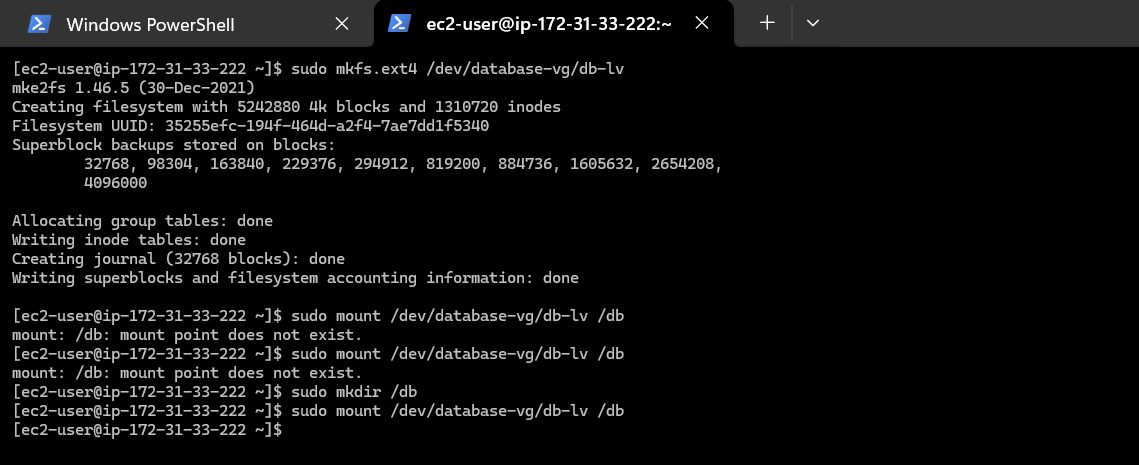 Windows PowerShell
ec2-user@ip-172-31-33-222:~
[ec2-user@ip-172-31-33-222 ~]$ sudo mkfs.ext4 /dev/database-vg/db-lv
mke2fs 1.46.5 (30-Dec-2021)
Creating filesystem with 5242880 4k blocks and 1310720 inodes
Filesystem UUID: 35255efc-194f-464d-a2f4-7ae7dd1f5340
Superblock backups stored on blocks:
        32768, 98304, 163840, 229376, 294912, 819200, 884736, 1605632, 2654208,
        4096000
Allocating group tables: done
Writing inode tables: done
Creating journal (32768 blocks): done
Writing superblocks and filesystem accounting information: done
[ec2-user@ip-172-31-33-222 ~]$ sudo mount /dev/database-vg/db-lv /db
mount: /db: mount point does not exist.
[ec2-user@ip-172-31-33-222 ~]$ sudo mount /dev/database-vg/db-lv /db
mount: /db: mount point does not exist.
[ec2-user@ip-172-31-33-222 ~]$ sudo mkdir /db
[ec2-user@ip-172-31-33-222 ~]$ sudo mount /dev/database-vg/db-lv /db
[ec2-user@ip-172-31-33-222 ~]$